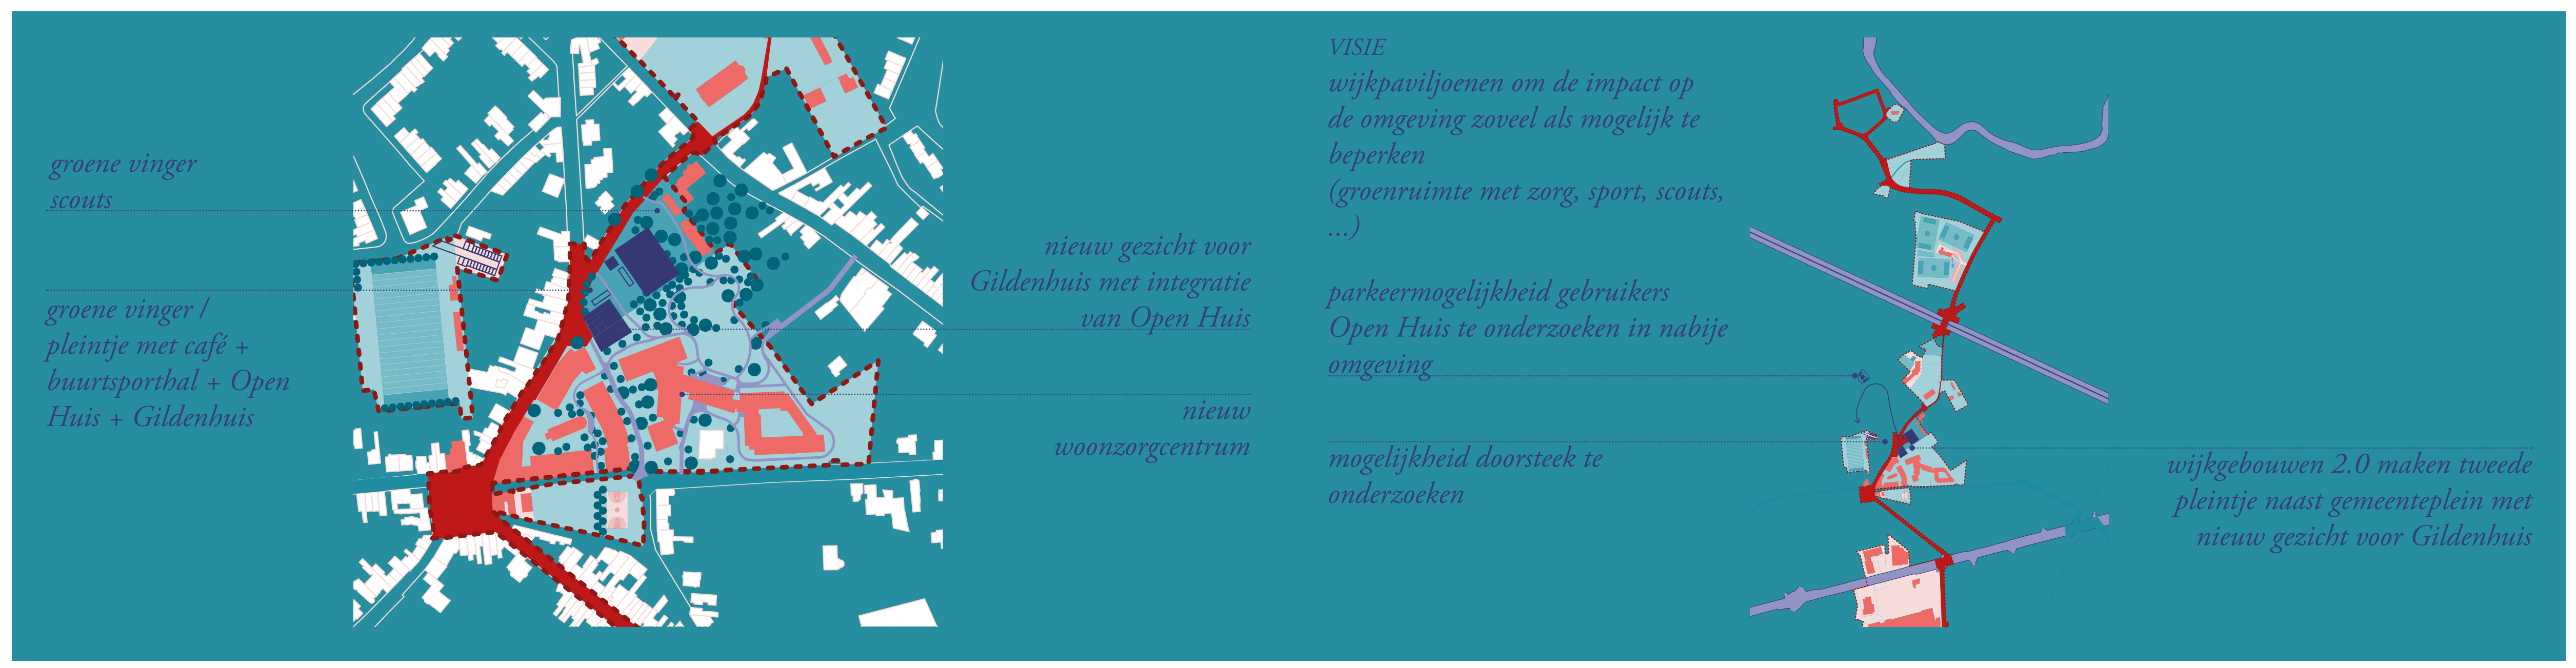 groene vinger
scouts
groene vinger /
pleintje met café +
buurtsporthal + Open
Huis + Gildenhuis
nieuw gezicht voor
Gildenhuis met integratie
van Open Huis
nieuw
woonzorgcentrum
VISIE
wijkpaviljoenen om de impact op
de omgeving zoveel als mogelijk te
beperken
(groenruimte met zorg, sport, scouts,
...)
parkeermogelijkheid gebruikers
Open Huis te onderzoeken in nabije
omgeving
mogelijkheid doorsteek te
onderzoeken
wijkgebouwen 2.0 maken tweede
pleintje naast gemeenteplein met
nieuw gezicht voor Gildenhuis